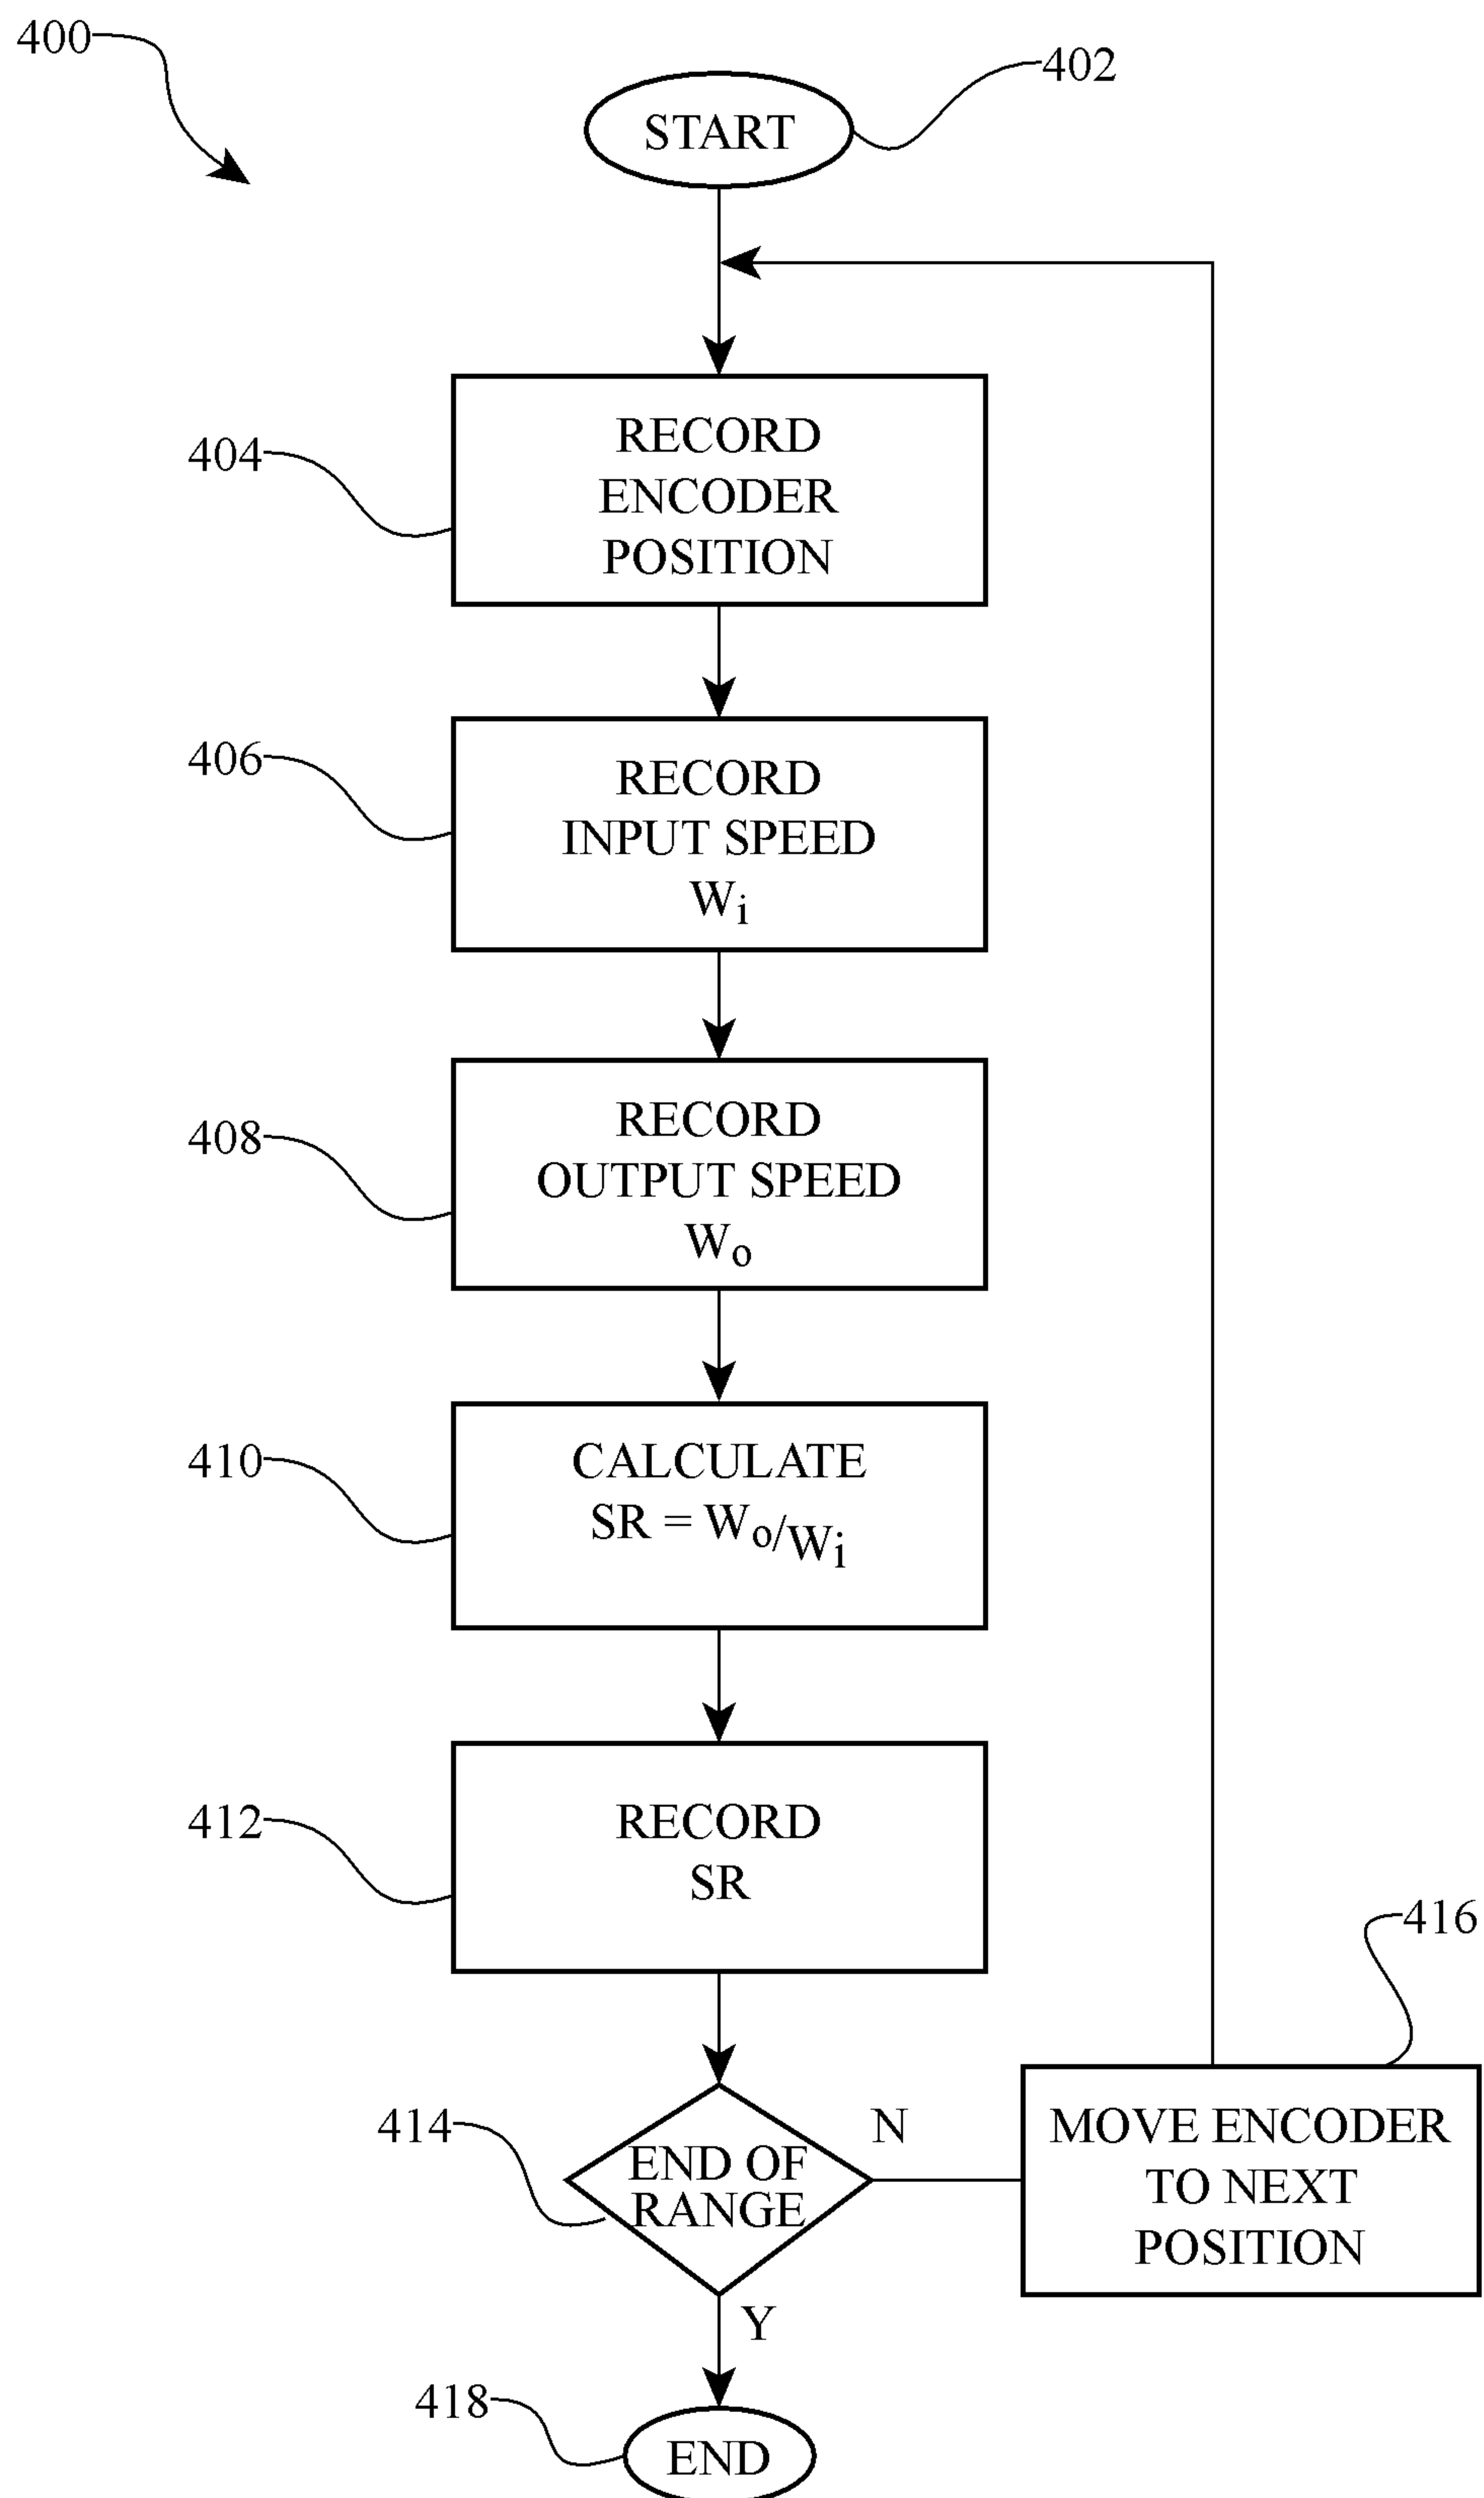 400
402
START
404
RECORD
ENCODER
POSITION
406
RECORD
INPUT SPEED
Wi
408
RECORD
OUTPUT SPEED
Wo
410
CALCULATE
SR = Wo/Wi
412
RECORD
SR
416
414
END OF
RANGE
N
MOVE ENCODER
TO NEXT
POSITION
Y
418
END